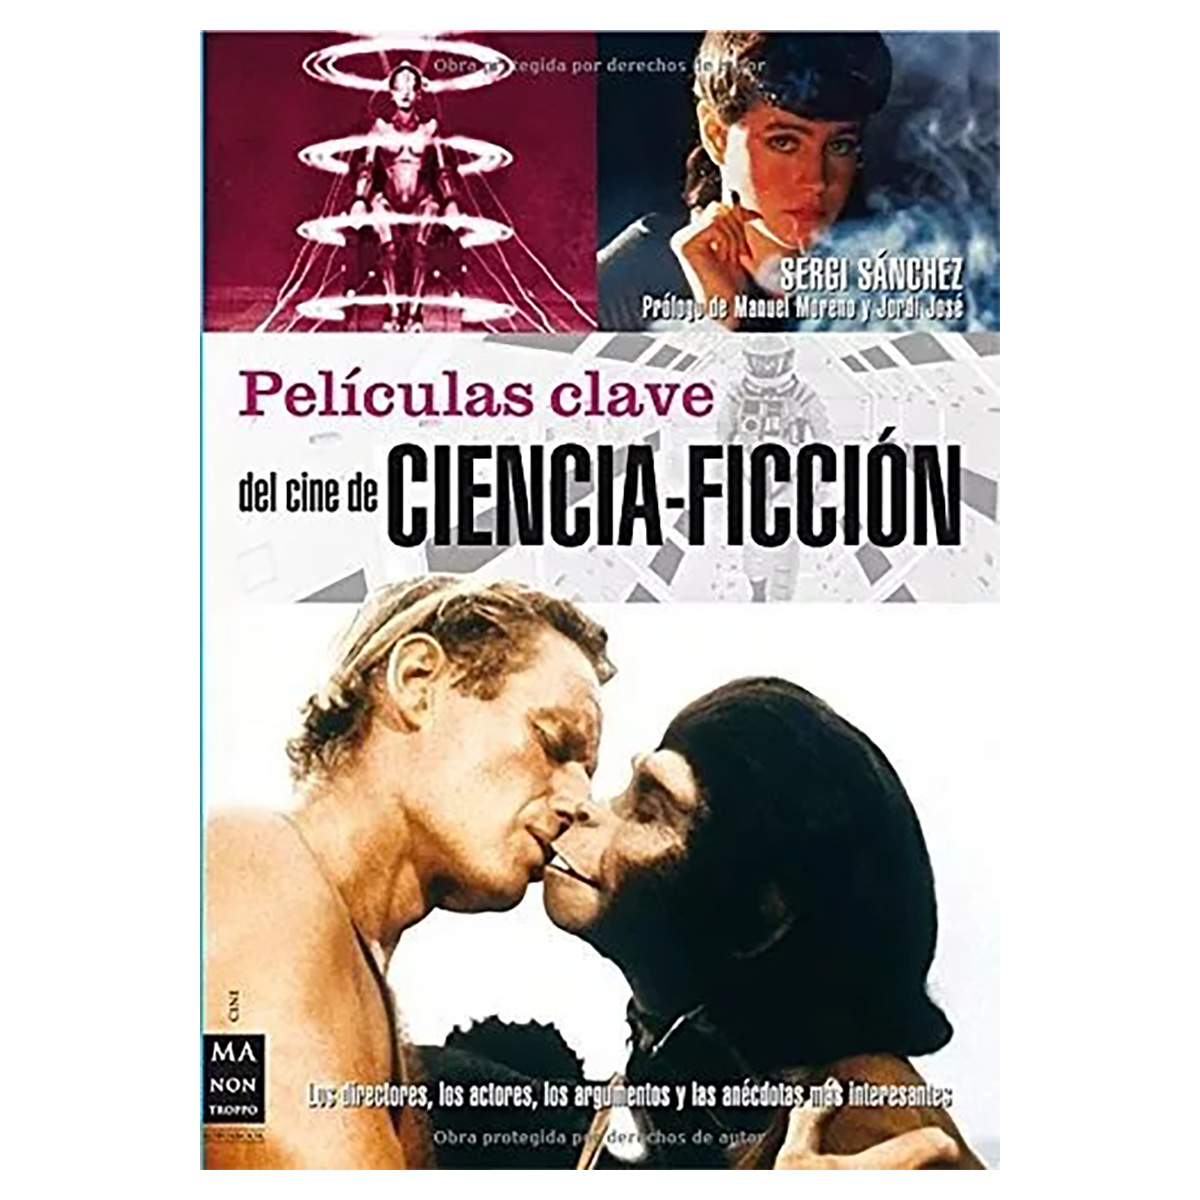 Obra protegida por derechos de autor
SERGI SÁNCHEZ
Prólogo de Manuel Moreno y Jordi José
Películas clave
del cine de CIENCIA-FICCIÓN
CINE
MA
NON
TROPPO
Los directores, los actores, los argumentos y las anécdotas más interesantes
Obra protegida por derechos de autor